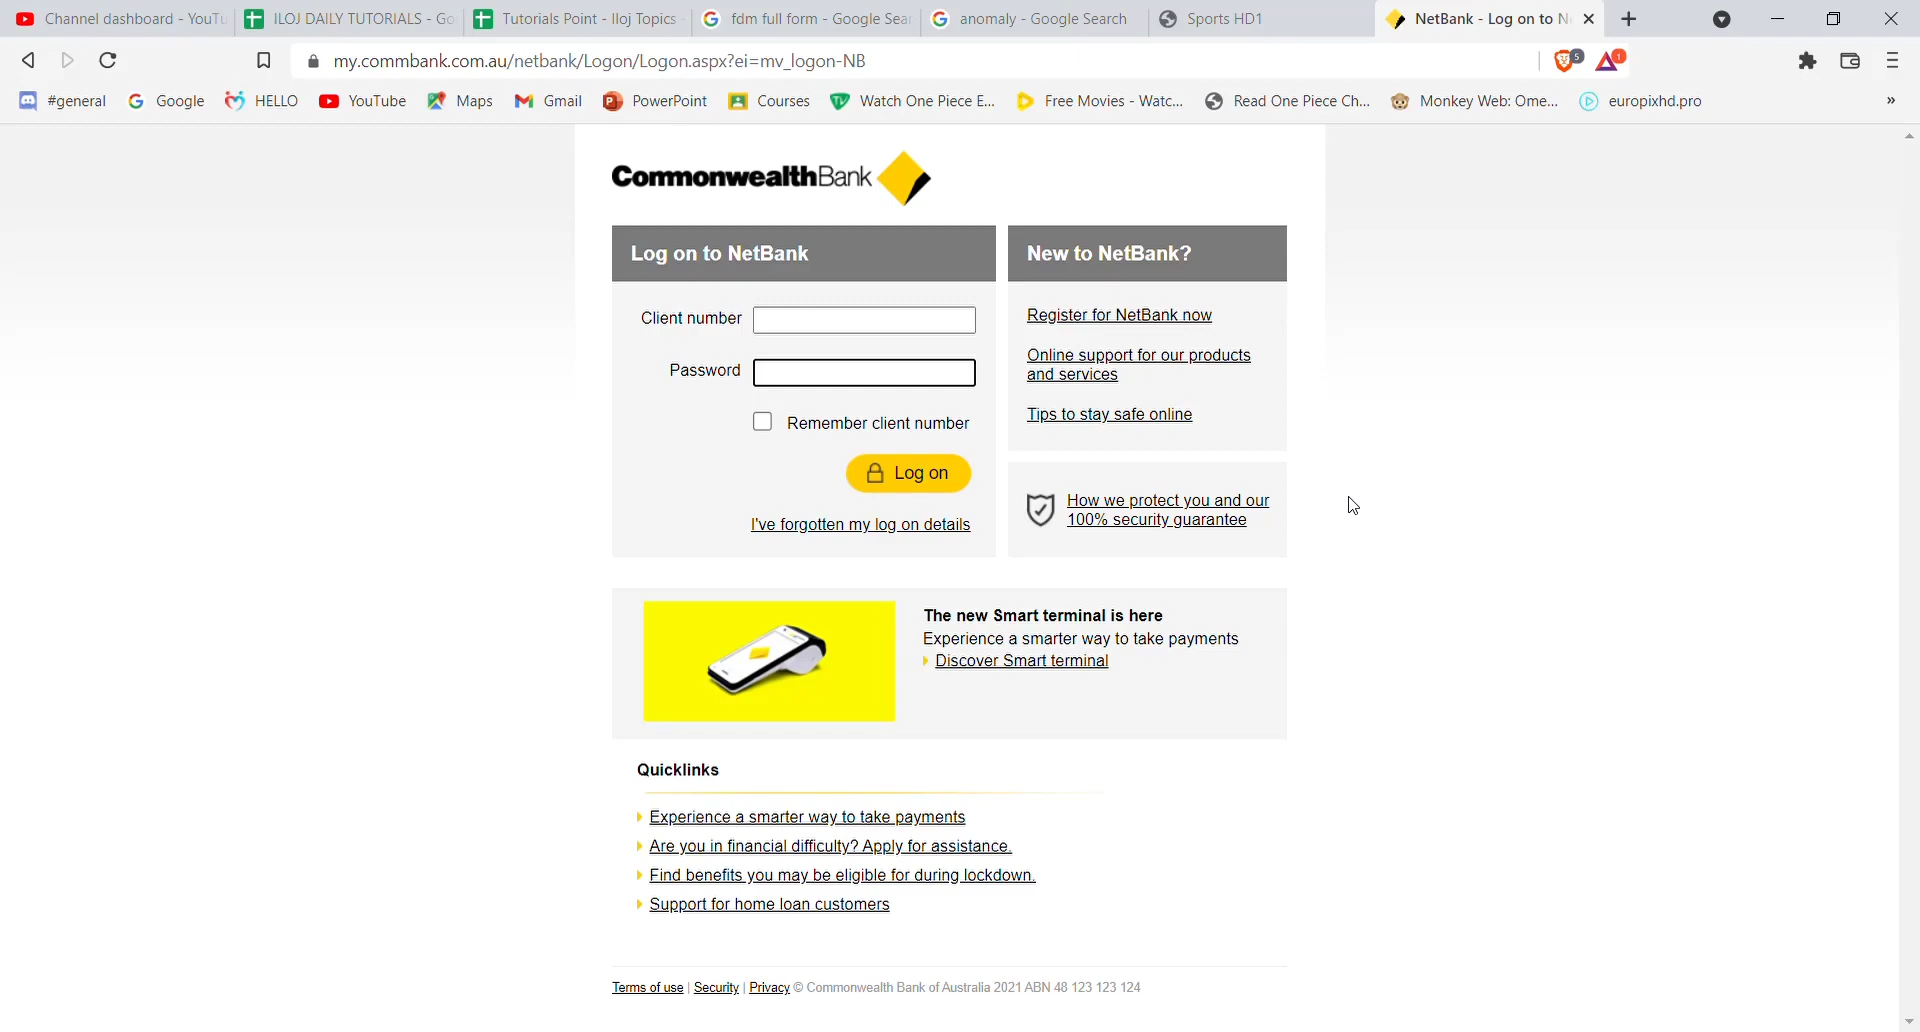 Channel dashboard - YouTu
ILOJ DAILY TUTORIALS - Go
Tutorials Point - Iloj Topics
fdm full form - Google Sear
anomaly - Google Search
Sports HD1
NetBank - Log on to N
my.commbank.com.au/netbank/Logon/Logon.aspx?ei=mv_logon-NB
5
1
#general
Google
HELLO
YouTube
Maps
Gmail
PowerPoint
Courses
Watch One Piece E...
Free Movies - Watc...
Read One Piece Ch...
Monkey Web: Ome...
europixhd.pro
»
CommonwealthBank
Log on to NetBank
Client number
Password
Remember client number
Log on
I've forgotten my log on details
New to NetBank?
Register for NetBank now
Online support for our products
and services
Tips to stay safe online
How we protect you and our
100% security guarantee
The new Smart terminal is here
Experience a smarter way to take payments
Discover Smart terminal
Quicklinks
Experience a smarter way to take payments
Are you in financial difficulty? Apply for assistance.
Find benefits you may be eligible for during lockdown.
Support for home loan customers
Terms of use | Security | Privacy © Commonwealth Bank of Australia 2021 ABN 48 123 123 124